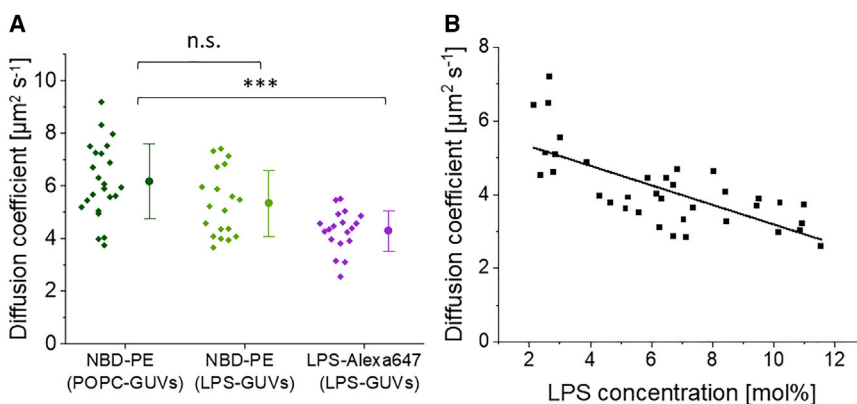 A
n.s.
***
Diffusion coefficient [µm² s⁻¹]
10
8
6
4
2
0
NBD-PE
(POPC-GUVs)
NBD-PE
(LPS-GUVs)
LPS-Alexa647
(LPS-GUVs)
B
Diffusion coefficient [µm² s⁻¹]
8
6
4
2
0
2 4 6 8 10 12
LPS concentration [mol%]